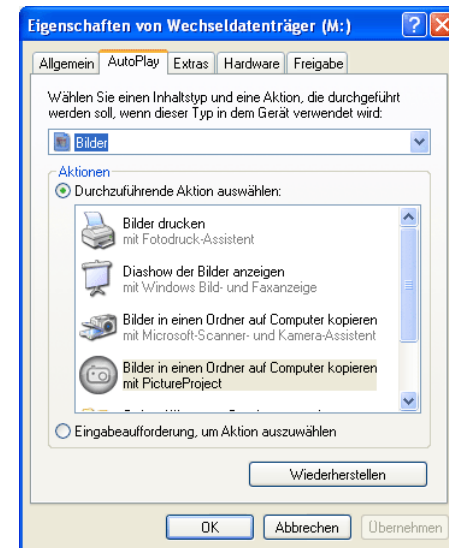 Eigenschaften von Wechseldatenträger (M:)
Allgemein AutoPlay Extras Hardware Freigabe
Wählen Sie einen Inhaltstyp und eine Aktion, die durchgeführt
werden soll, wenn dieser Typ in dem Gerät verwendet wird:
Bilder
Aktionen
Durchzuführende Aktion auswählen:
Bilder drucken
mit Fotodruck-Assistent
Diashow der Bilder anzeigen
mit Windows Bild- und Faxanzeige
Bilder in einen Ordner auf Computer kopieren
mit Microsoft-Scanner- und Kamera-Assistent
Bilder in einen Ordner auf Computer kopieren
mit PictureProject
Eingabeaufforderung, um Aktion auszuwählen
Wiederherstellen
OK Abbrechen Übernehmen